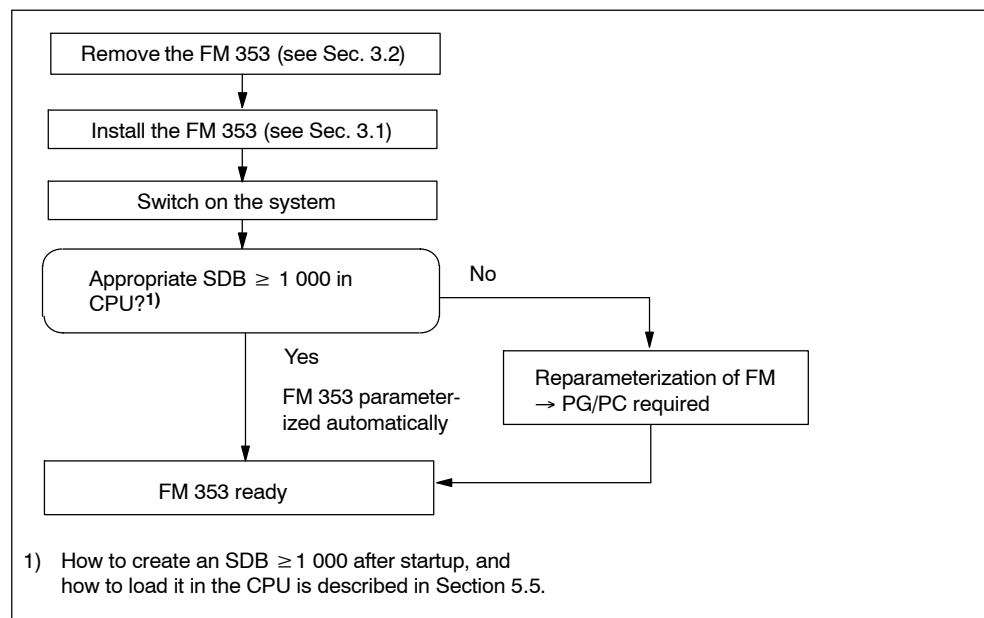 Remove the FM 353 (see Sec. 3.2)
Install the FM 353 (see Sec. 3.1)
Switch on the system
Appropriate SDB ≥ 1 000 in
CPU?1)
No
Yes
FM 353 parameter-
ized automatically
Reparameterization of FM
→ PG/PC required
FM 353 ready
1) How to create an SDB ≥ 1 000 after startup, and
how to load it in the CPU is described in Section 5.5.